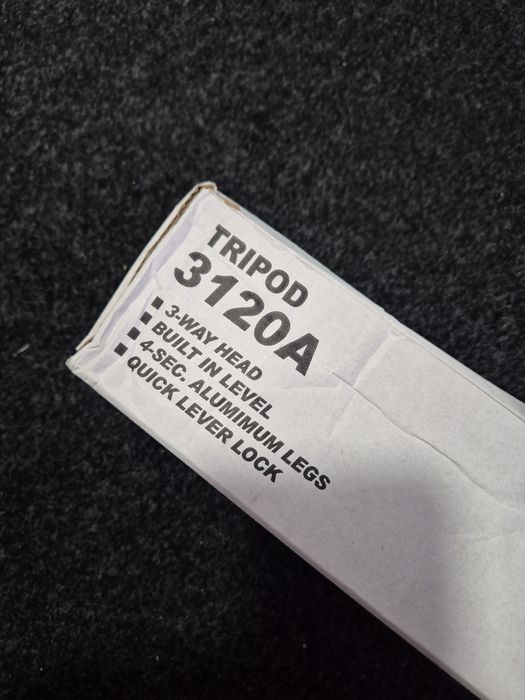 TRIPOD
3120A
▪ 3-WAY HEAD
▪ BUILT IN LEVEL
▪ 4-SEC. ALUMIMUM LEGS
▪ QUICK LEVER LOCK